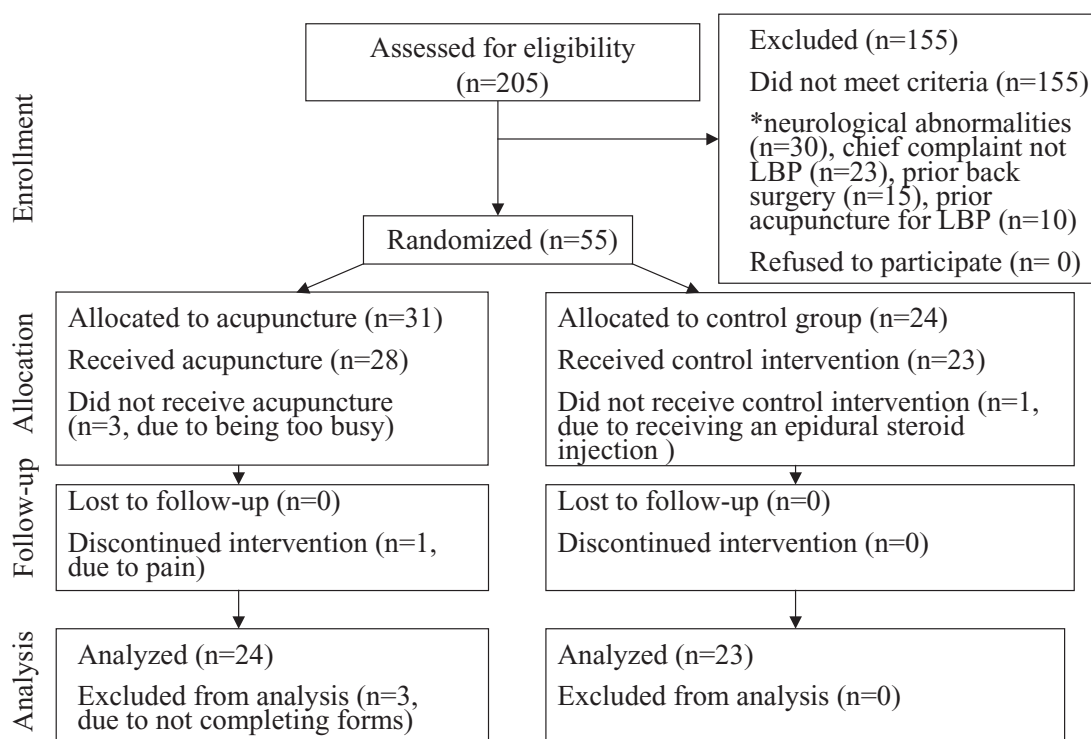 Enrollment
Assessed for eligibility
(n=205)
Excluded (n=155)
Did not meet criteria (n=155)
*neurological abnormalities
(n=30), chief complaint not
LBP (n=23), prior back
surgery (n=15), prior
acupuncture for LBP (n=10)
Refused to participate (n= 0)
Randomized (n=55)
Allocation
Allocated to acupuncture (n=31)
Received acupuncture (n=28)
Did not receive acupuncture
(n=3, due to being too busy)
Allocated to control group (n=24)
Received control intervention (n=23)
Did not receive control intervention (n=1,
due to receiving an epidural steroid
injection )
Follow-up
Lost to follow-up (n=0)
Discontinued intervention (n=1,
due to pain)
Lost to follow-up (n=0)
Discontinued intervention (n=0)
Analysis
Analyzed (n=24)
Excluded from analysis (n=3,
due to not completing forms)
Analyzed (n=23)
Excluded from analysis (n=0)